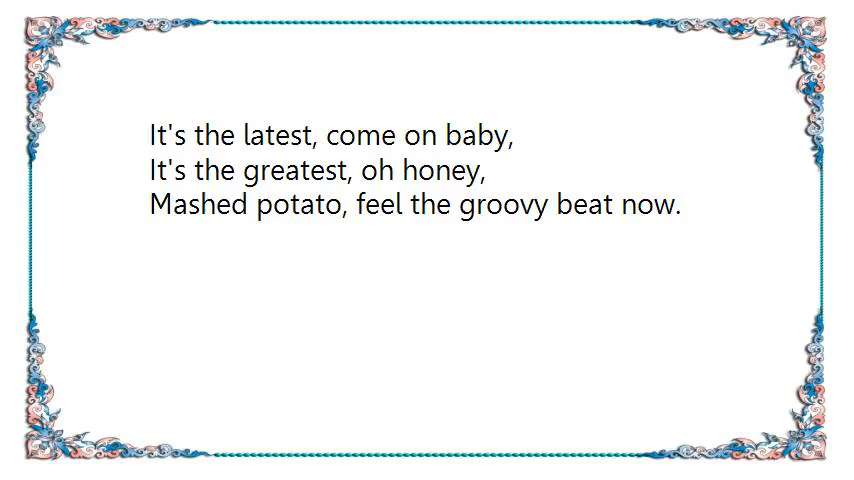 It's the latest, come on baby,
It's the greatest, oh honey,
Mashed potato, feel the groovy beat now.